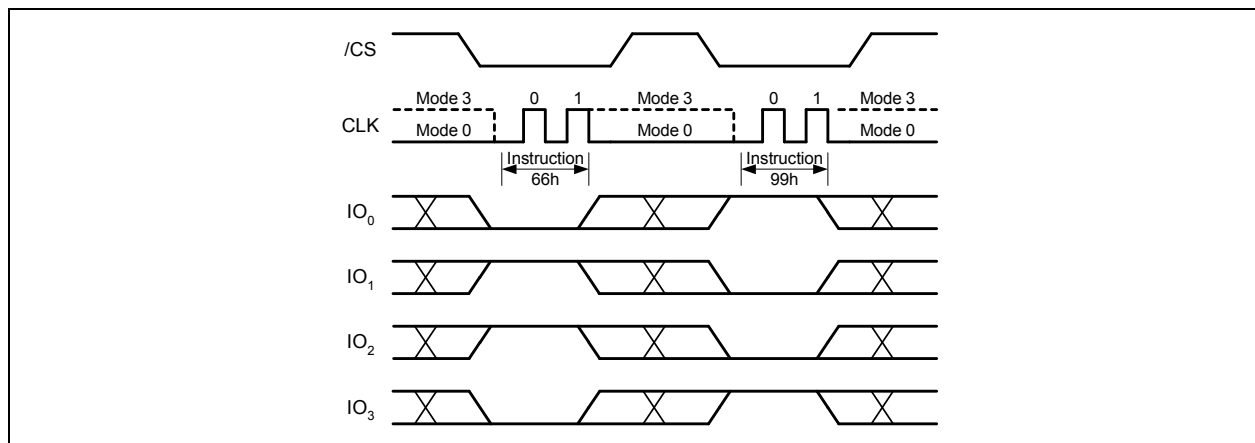 /CS
Mode 3 0 1 Mode 3 0 1 Mode 3
CLK
Mode 0 Mode 0 Mode 0
Instruction Instruction
66h 99h
IO0
IO1
IO2
IO3